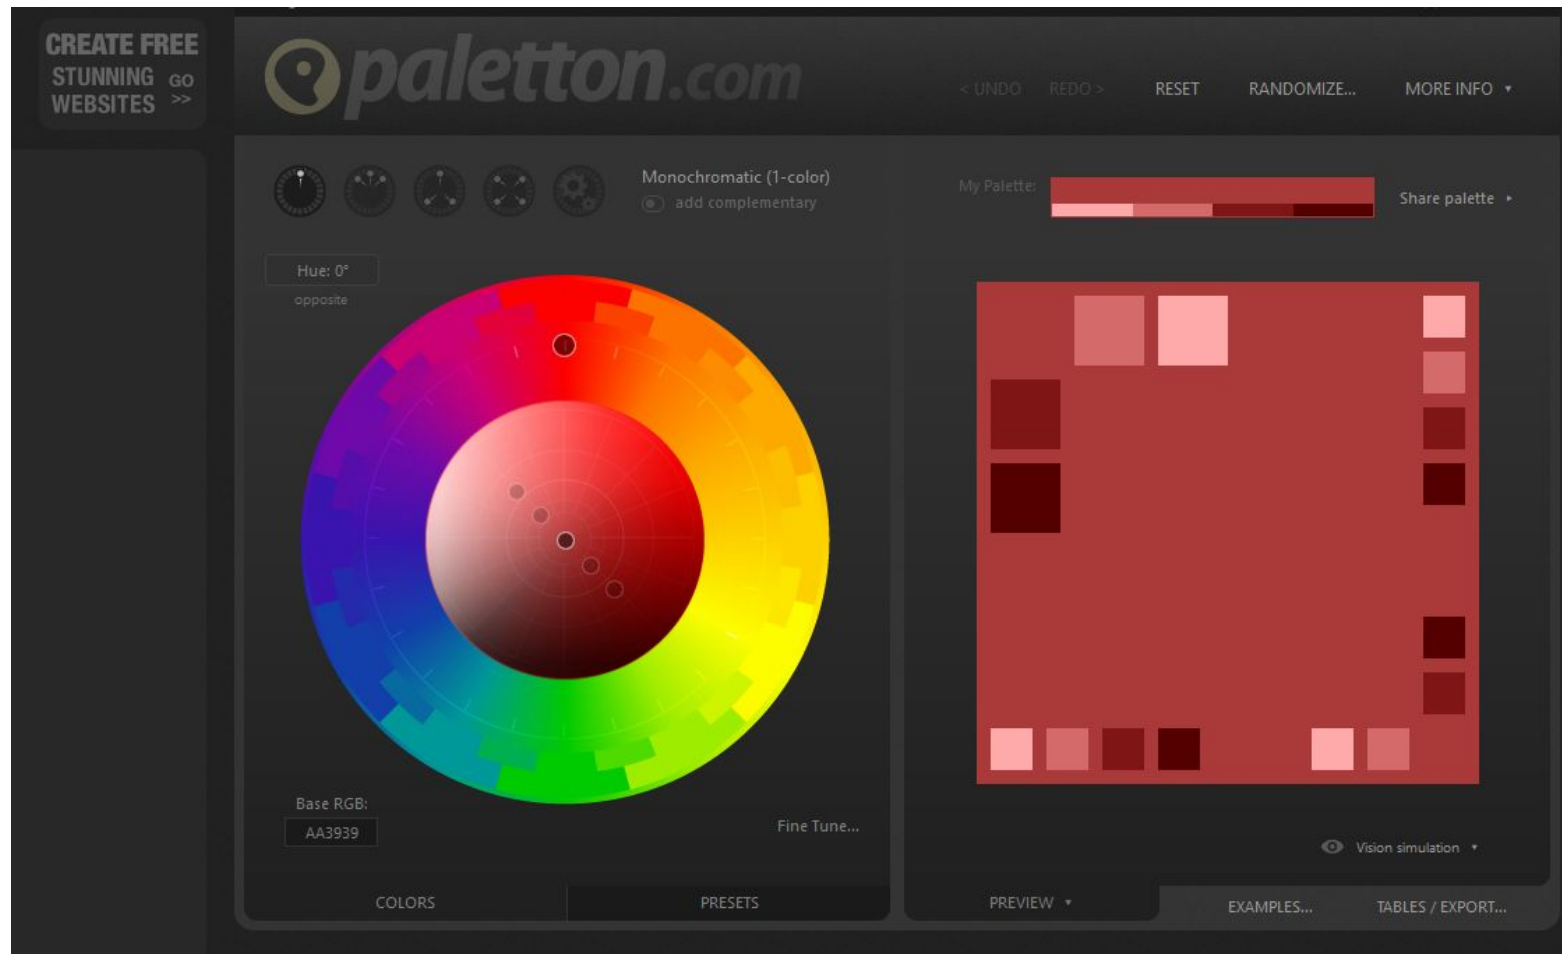 CREATE FREE
STUNNING GO
WEBSITES >>
paletton.com
< UNDO REDO > RESET RANDOMIZE... MORE INFO
Monochromatic (1-color)
add complementary
My Palette:
Share palette
Hue: 0°
opposite
Base RGB:
AA3939
Fine Tune...
Vision simulation
COLORS PRESETS
PREVIEW EXAMPLES... TABLES / EXPORT...